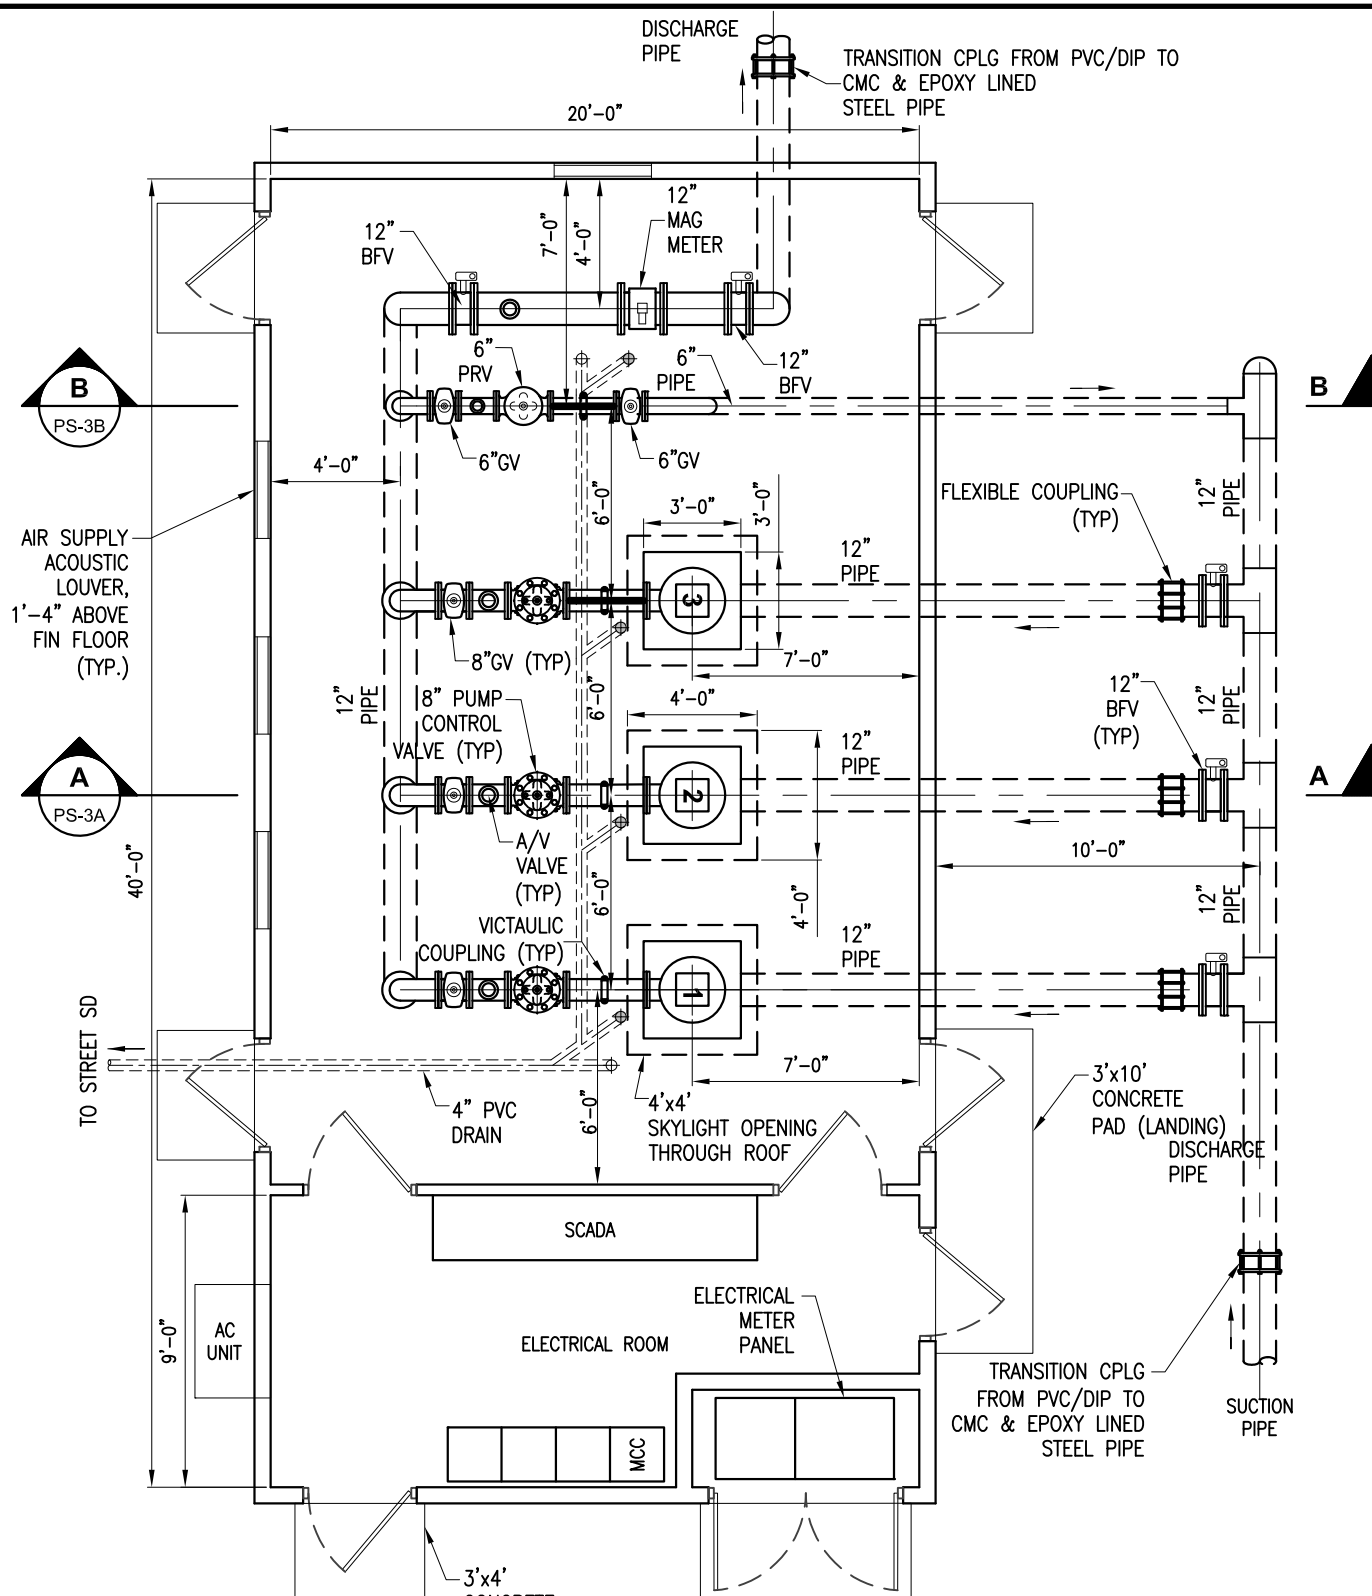 DISCHARGE
PIPE
TRANSITION CPLG FROM PVC/DIP TO
CMC & EPOXY LINED
STEEL PIPE
20'-0"
12"
MAG
METER
7'-0"
4'-0"
12"
BFV
6"
PRV
6"
PIPE
12"
BFV
B
PS-3B
B
6"GV
6"GV
4'-0"
AIR SUPPLY
ACOUSTIC
LOUVER,
1'-4" ABOVE
FIN FLOOR
(TYP.)
6'-0"
3'-0"
3'-0"
FLEXIBLE COUPLING
(TYP)
12"
PIPE
12"
PIPE
3
8"GV (TYP)
7'-0"
12"
PIPE
8" PUMP
CONTROL
VALVE (TYP)
6'-0"
4'-0"
12"
BFV
(TYP)
12"
PIPE
12"
PIPE
A
PS-3A
A
2
40'-0"
A/V
VALVE
(TYP)
6'-0"
4'-0"
10'-0"
12"
PIPE
VICTAULIC
COUPLING (TYP)
12"
PIPE
1
TO STREET SD
7'-0"
4" PVC
DRAIN
6'-0"
4'x4'
SKYLIGHT OPENING
THROUGH ROOF
3'x10'
CONCRETE
PAD (LANDING)
DISCHARGE
PIPE
SCADA
9'-0"
AC
UNIT
ELECTRICAL ROOM
ELECTRICAL
METER
PANEL
TRANSITION CPLG
FROM PVC/DIP TO
CMC & EPOXY LINED
STEEL PIPE
SUCTION
PIPE
MCC
3'x4'
CONCRETE